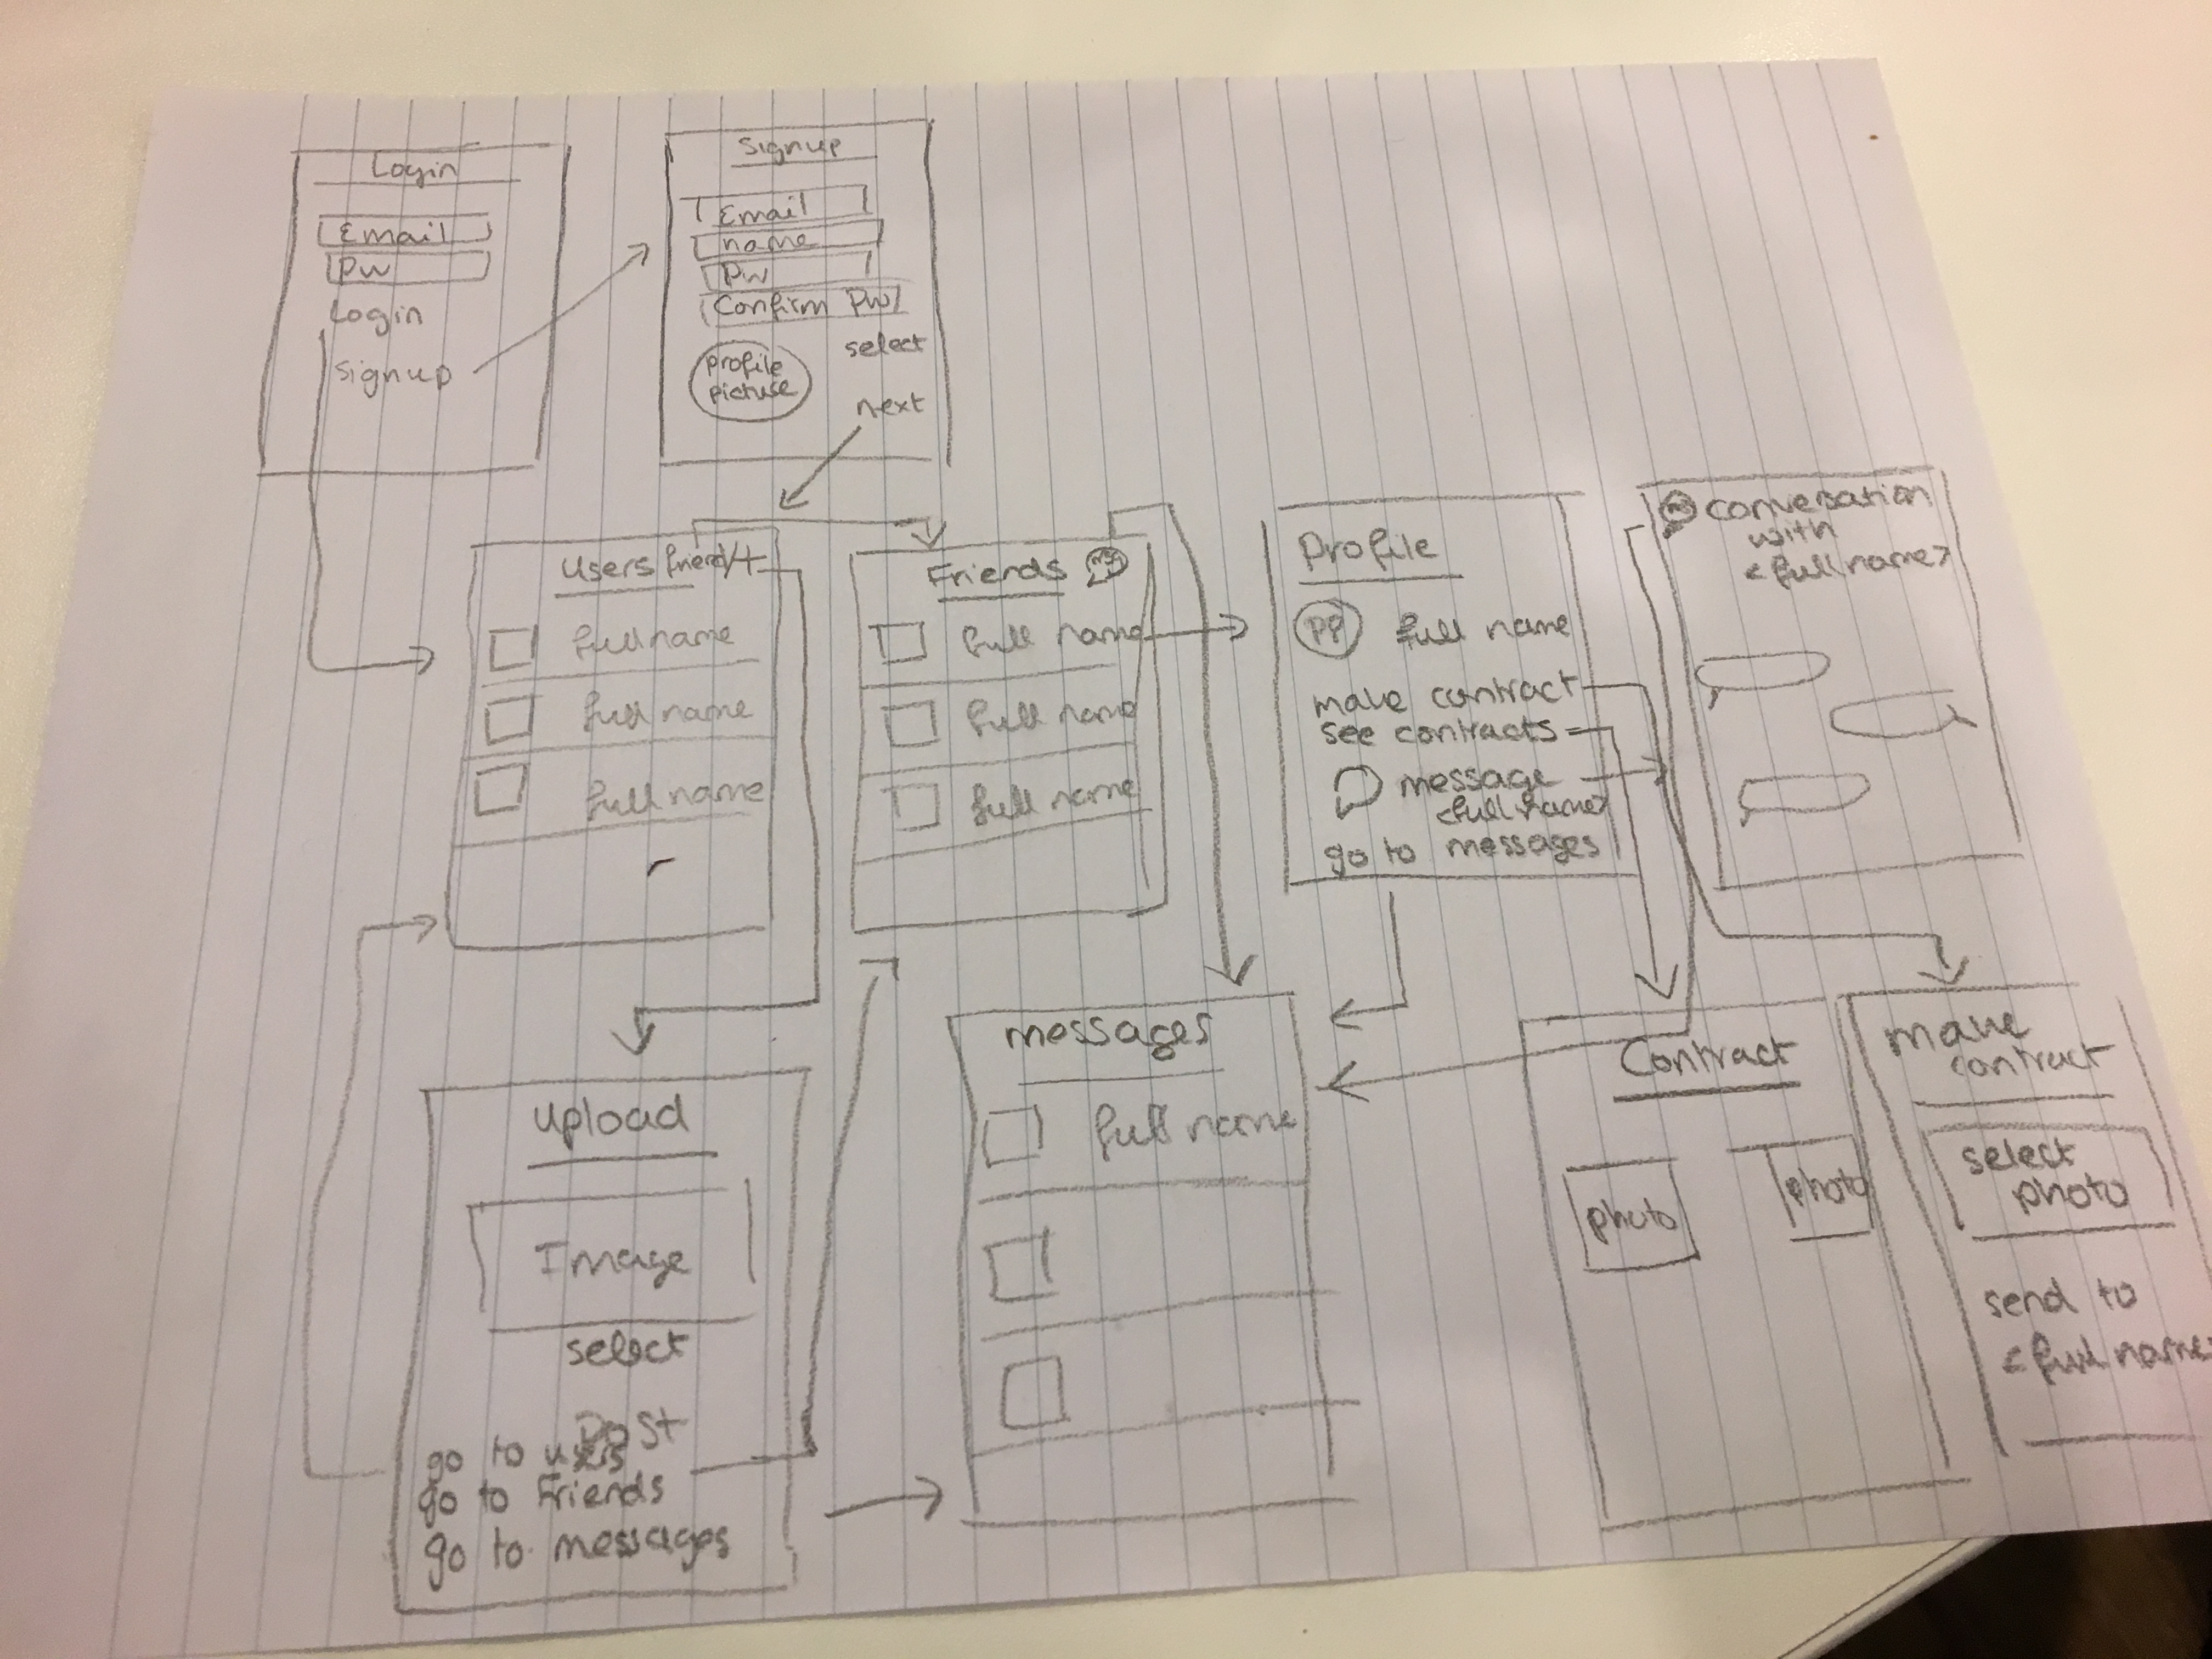 Login
Email
Pw
Login
signup
Signup
Email
name
Pw
Confirm Pw
select
profile
picture
next
Users friend/+
full name
full name
full name
Friends
full name
full name
full name
Profile
PP full name
make contract
see contracts
message
<full name>
go to messages
conversation
with
<full name>
upload
Image
select
Post
go to users
go to Friends
go to messages
messages
full name
Contract
photo
photo
make
contract
select
photo
send to
<full name>